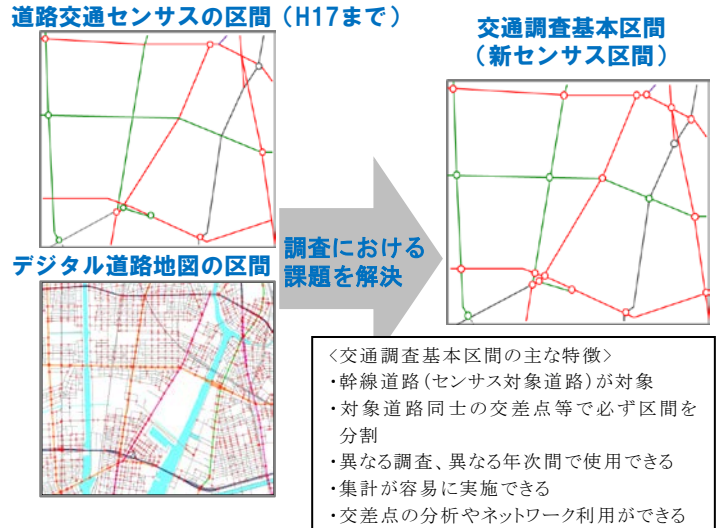 道路交通センサスの区間（H17まで）
交通調査基本区間
（新センサス区間）
調査における
課題を解決
デジタル道路地図の区間
〈交通調査基本区間の主な特徴〉
・幹線道路(センサス対象道路)が対象
・対象道路同士の交差点等で必ず区間を
分割
・異なる調査、異なる年次間で使用できる
・集計が容易に実施できる
・交差点の分析やネットワーク利用ができる